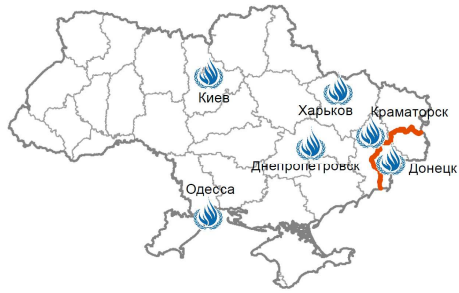 Киев
Харьков
Краматорск
Днепропетровск
Донецк
Одесса